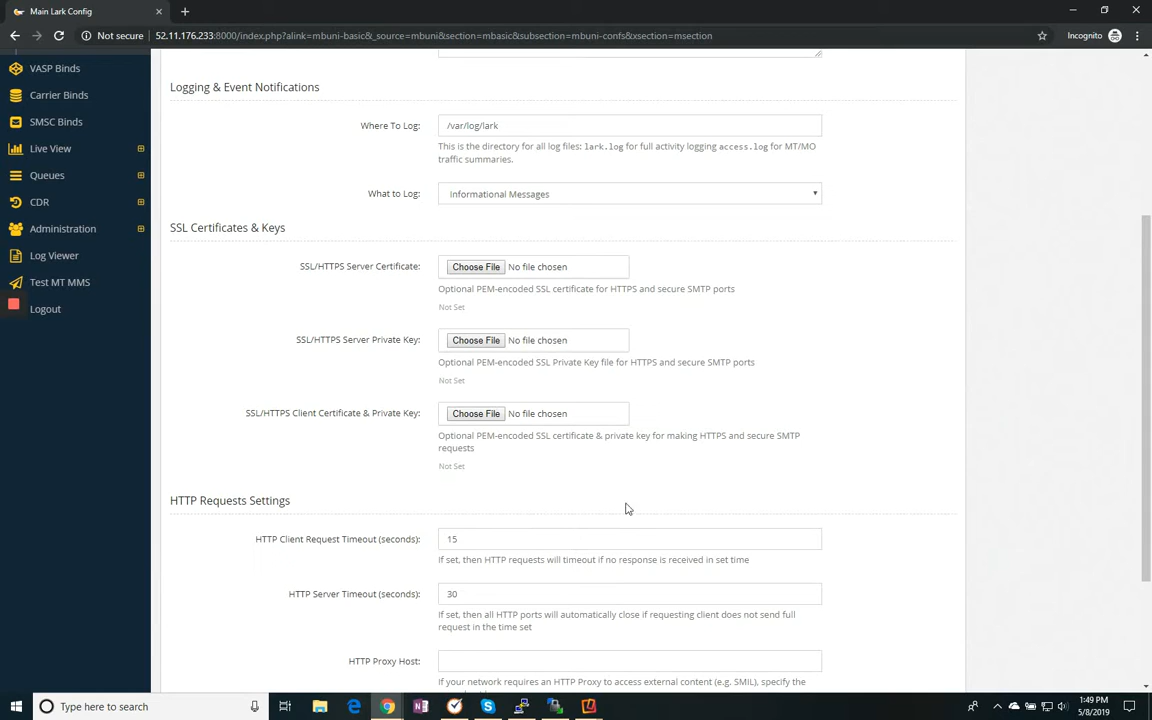 Main Lark Config
Not secure
52.11.176.233:8000/index.php?alink=mbuni-basic&_source=mbuni&section=mbasic&subsection=mbuni-confs&xsection=msection
Incognito
VASP Binds
Carrier Binds
SMSC Binds
Live View
Queues
CDR
Administration
Log Viewer
Test MT MMS
Logout
Logging & Event Notifications
Where To Log:
/var/log/lark
This is the directory for all log files: lark.log for full activity logging access.log for MT/MO
traffic summaries.
What to Log:
Informational Messages
SSL Certificates & Keys
SSL/HTTPS Server Certificate:
Choose File No file chosen
Optional PEM-encoded SSL certificate for HTTPS and secure SMTP ports
Not Set
SSL/HTTPS Server Private Key:
Choose File No file chosen
Optional PEM-encoded SSL Private Key file for HTTPS and secure SMTP ports
Not Set
SSL/HTTPS Client Certificate & Private Key:
Choose File No file chosen
Optional PEM-encoded SSL certificate & private key for making HTTPS and secure SMTP
requests
Not Set
HTTP Requests Settings
HTTP Client Request Timeout (seconds):
15
If set, then HTTP requests will timeout if no response is received in set time
HTTP Server Timeout (seconds):
30
If set, then all HTTP ports will automatically close if requesting client does not send full
request in the time set
HTTP Proxy Host:
If your network requires an HTTP Proxy to access external content (e.g. SMIL), specify the
Type here to search
1:49 PM
5/8/2019